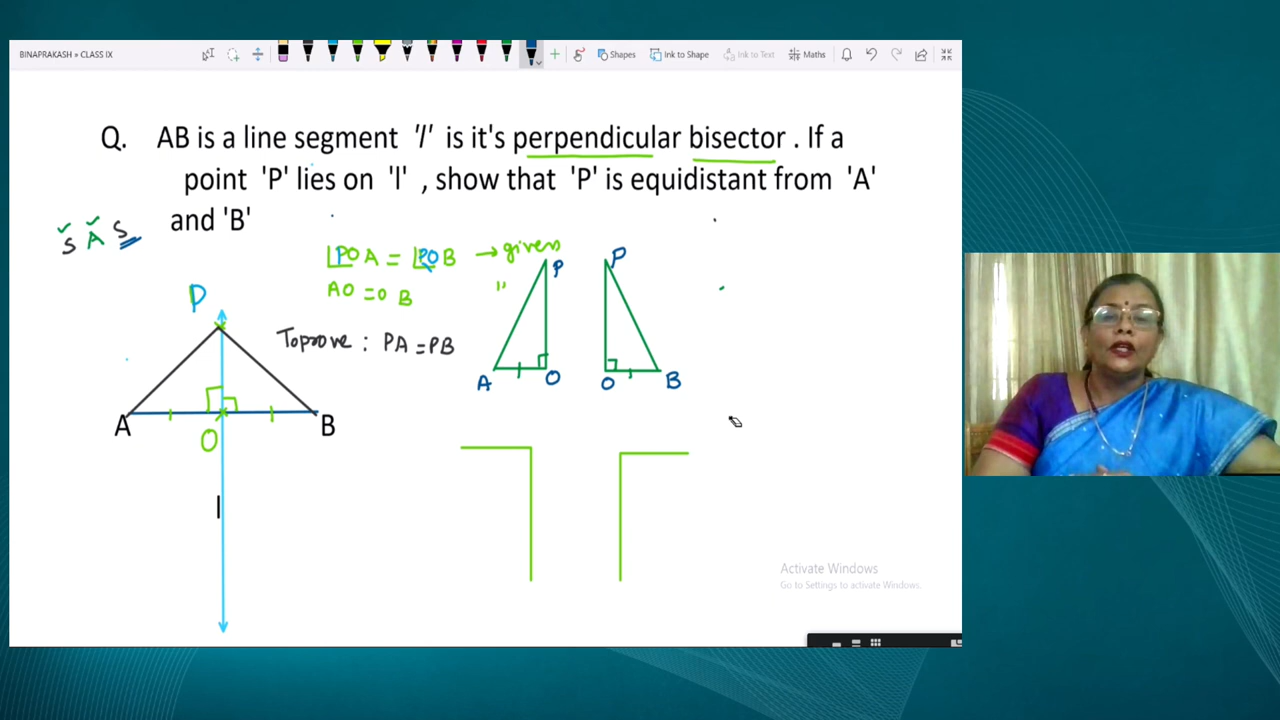 BINAPRAKASH » CLASS IX
Shapes
Ink to Shape
Ink to Text
Maths
Q. AB is a line segment 'l' is it's perpendicular bisector . If a
point 'P' lies on 'l' , show that 'P' is equidistant from 'A'
and 'B'
S A S
∠POA = ∠POB → given
AO = OB "
To prove : PA = PB
P
A
B
O
l
P
A
O
P
O
B
Activate Windows
Go to Settings to activate Windows.